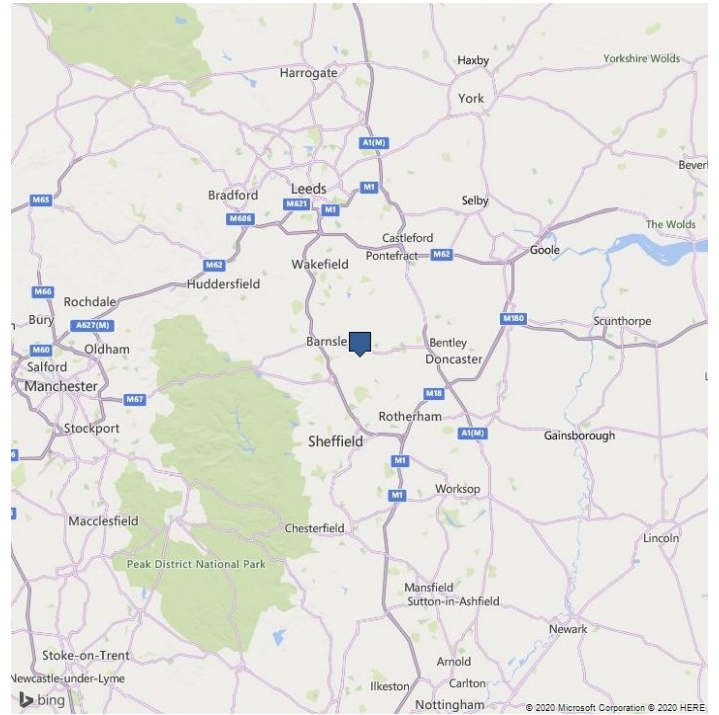 Haxby
Yorkshire Wolds
Harrogate
York
A1(M)
Bever
M65
Bradford
Leeds
M1
M621
M1
Selby
M606
The Wolds
Castleford
Goole
Pontefract
M62
Wakefield
M62
Huddersfield
M66
Rochdale
M180
Bury
A627(M)
Scunthorpe
Barnsle
Bentley
M60
Oldham
Doncaster
Salford
Manchester
M67
M18
Rotherham
Stockport
A1(M)
Gainsborough
Sheffield
6
M1
Worksop
M1
Macclesfield
Chesterfield
Lincoln
Peak District National Park
Mansfield
Sutton-in-Ashfield
Newark
Stoke-on-Trent
Arnold
Newcastle-under-Lyme
Carlton
Ilkeston
bing
Nottingham
© 2020 Microsoft Corporation © 2020 HERE